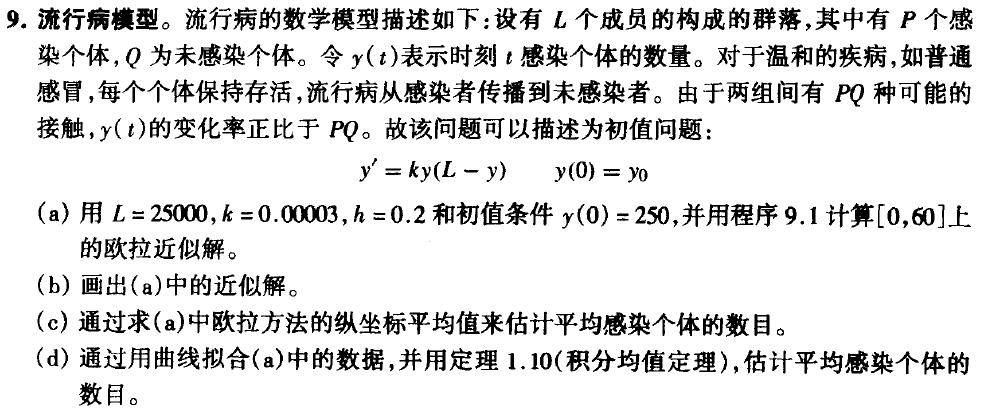 9. 流行病模型。流行病的数学模型描述如下:设有 L 个成员的构成的群落,其中有 P 个感
染个体,Q 为未感染个体。令 y(t)表示时刻 t 感染个体的数量。对于温和的疾病,如普通
感冒,每个个体保持存活,流行病从感染者传播到未感染者。由于两组间有 PQ 种可能的
接触,y(t)的变化率正比于 PQ。故该问题可以描述为初值问题:
y′ = ky(L − y)　　y(0) = y₀
(a) 用 L = 25000, k = 0.00003, h = 0.2 和初值条件 y(0) = 250,并用程序 9.1 计算[0,60]上
的欧拉近似解。
(b) 画出(a)中的近似解。
(c) 通过求(a)中欧拉方法的纵坐标平均值来估计平均感染个体的数目。
(d) 通过用曲线拟合(a)中的数据,并用定理 1.10(积分均值定理),估计平均感染个体的
数目。